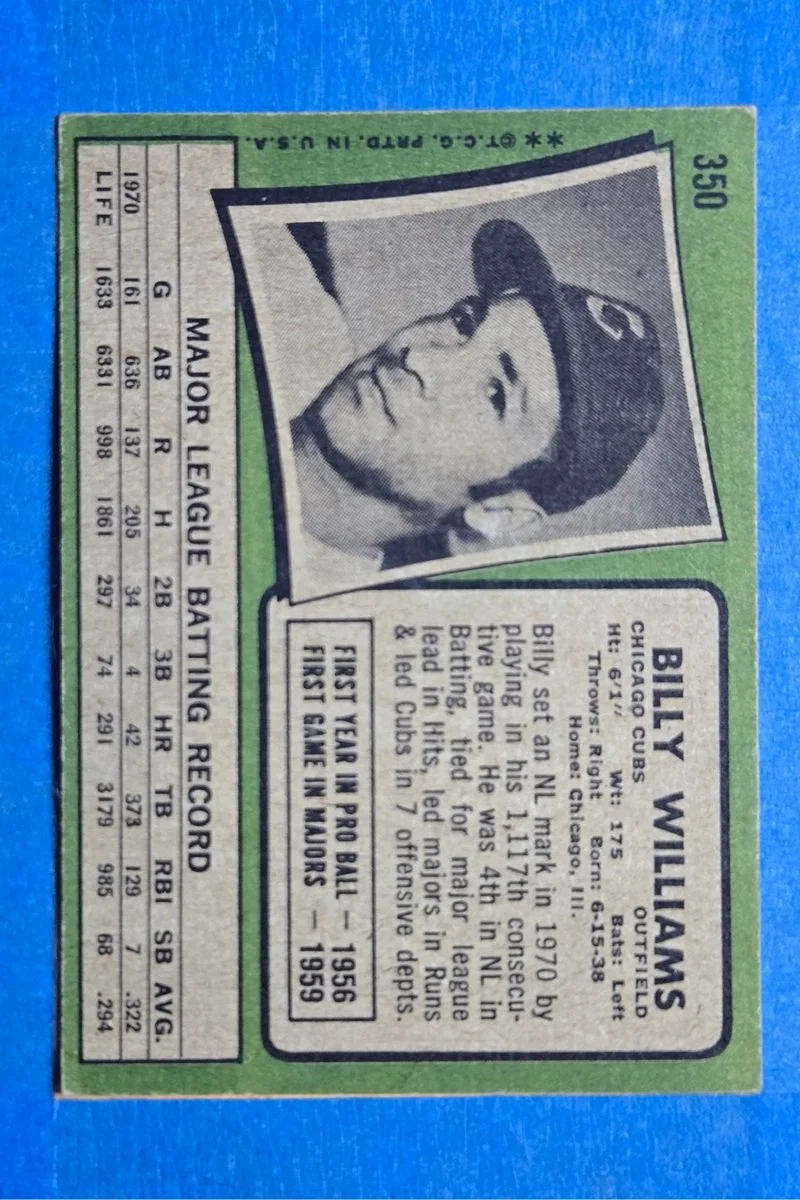 350
**©T.C.G. PRTD. IN U.S.A.
C
BILLY WILLIAMS
CHICAGO CUBS OUTFIELD
Ht: 6'1" Wt: 175 Bats: Left
Throws: Right Born: 6-15-38
Home: Chicago, Ill.
Billy set an NL mark in 1970 by
playing in his 1,117th consecu-
tive game. He was 4th in NL in
Batting, tied for major league
lead in Hits, led majors in Runs
& led Cubs in 7 offensive depts.
FIRST YEAR IN PRO BALL — 1956
FIRST GAME IN MAJORS — 1959
MAJOR LEAGUE BATTING RECORD
G AB R H 2B 3B HR TB RBI SB AVG.
1970 161 636 137 205 34 4 42 373 129 7 .322
LIFE 1633 6331 998 1861 297 74 291 3179 985 68 .294